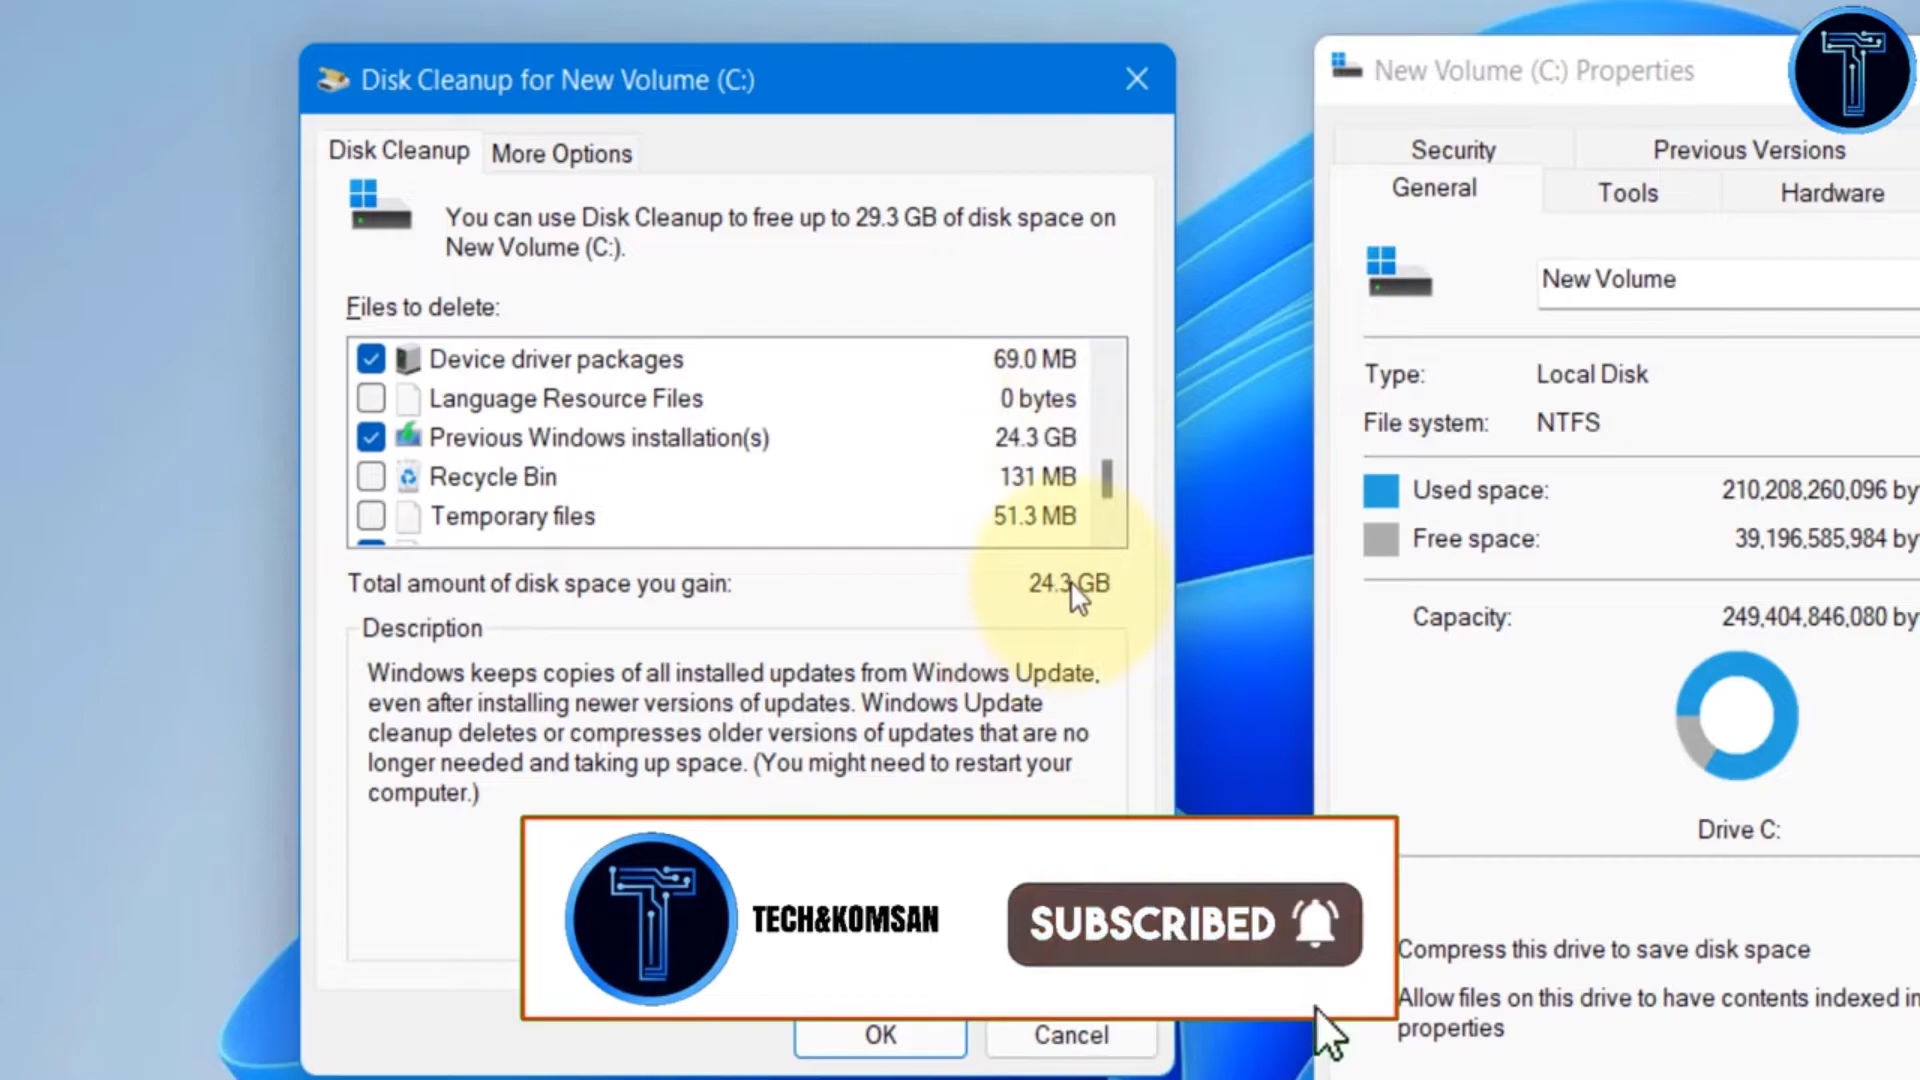 Disk Cleanup for New Volume (C:)
Disk Cleanup
More Options
You can use Disk Cleanup to free up to 29.3 GB of disk space on
New Volume (C:).
Files to delete:
Device driver packages 69.0 MB
Language Resource Files 0 bytes
Previous Windows installation(s) 24.3 GB
Recycle Bin 131 MB
Temporary files 51.3 MB
Total amount of disk space you gain: 24.3 GB
Description
Windows keeps copies of all installed updates from Windows Update,
even after installing newer versions of updates. Windows Update
cleanup deletes or compresses older versions of updates that are no
longer needed and taking up space. (You might need to restart your
computer.)
TECH&KOMSAN
SUBSCRIBED
OK
Cancel
New Volume (C:) Properties
Security
Previous Versions
General
Tools
Hardware
New Volume
Type: Local Disk
File system: NTFS
Used space: 210,208,260,096 by
Free space: 39,196,585,984 by
Capacity: 249,404,846,080 by
Drive C:
Compress this drive to save disk space
Allow files on this drive to have contents indexed in
properties